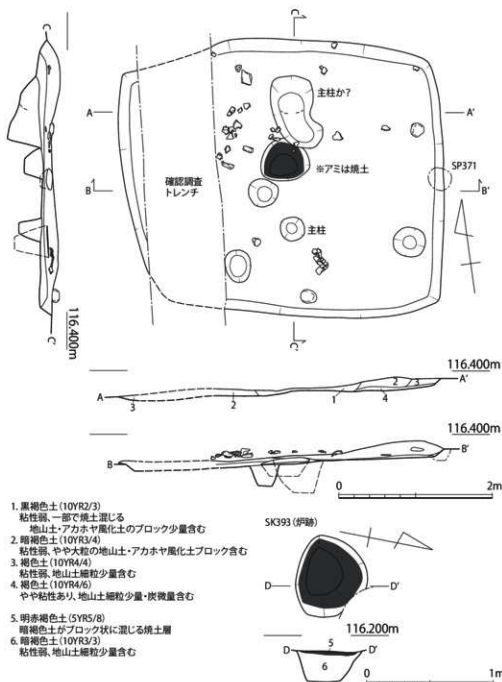 C
C'
116.400m
C
主柱か?
A
A'
SP371
※アミは焼土
確認調査
トレンチ
B
B'
主柱
C'
116.400m
A
A'
3
2
1
4
2
3
116.400m
B
B'
0
2m
1. 黒褐色土(10YR2/3)
粘性弱、一部で焼土混じる
地山土・アカホヤ風化土のブロック少量含む
2. 暗褐色土(10YR3/4)
粘性弱、やや大粒の地山土・アカホヤ風化土ブロック含む
3. 褐色土(10YR4/4)
粘性弱、地山土細粒少量含む
4. 褐色土(10YR4/6)
やや粘性あり、地山土細粒少量・炭微量含む
5. 明赤褐色土(5YR5/8)
暗褐色土がブロック状に混じる焼土層
6. 暗褐色土(10YR3/3)
粘性弱、地山土細粒少量含む
SK393(炉跡)
D
D'
116.200m
D
5
D'
6
0
1m